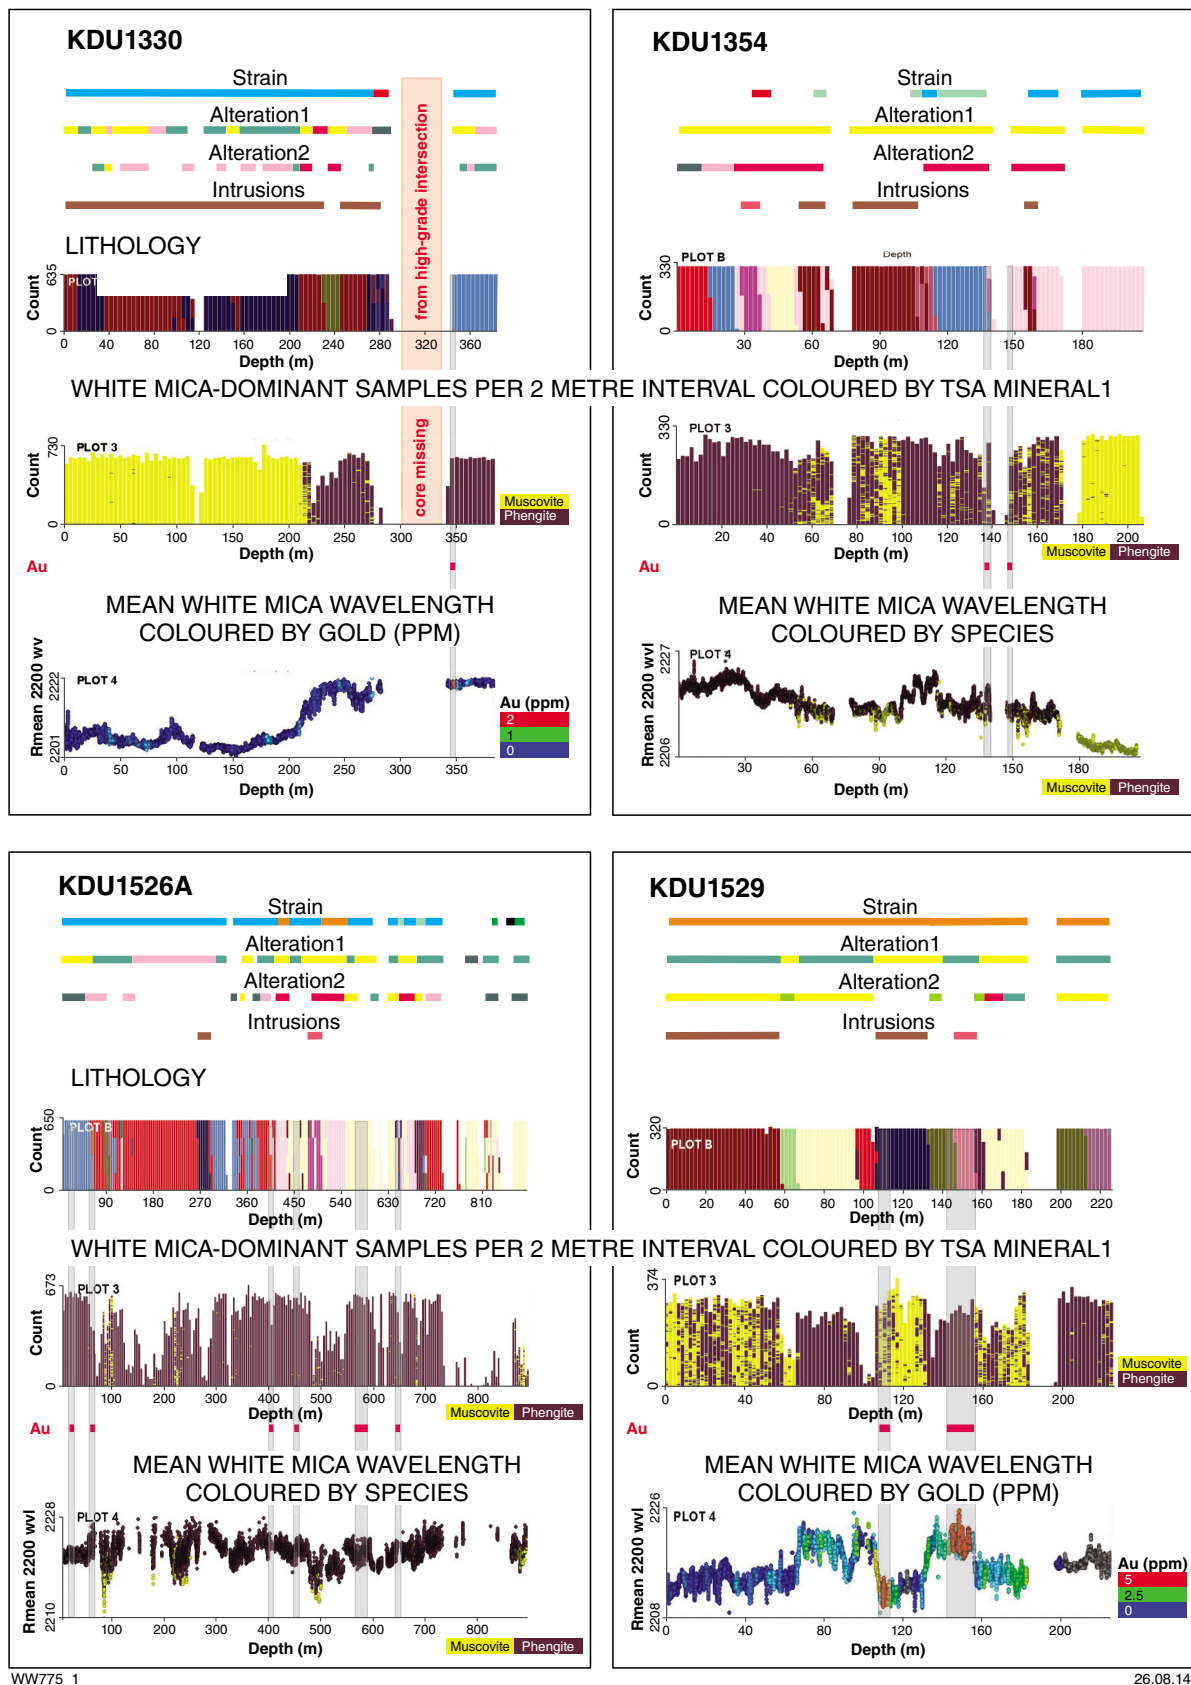 KDU1330
Strain
Alteration1
Alteration2
Intrusions
LITHOLOGY
from high-grade intersection
core missing
635
PLOT
Count
0
0 40 80 120 160 200 240 280 320 360
Depth (m)
KDU1354
Strain
Alteration1
Alteration2
Intrusions
Depth
330
PLOT B
Count
0
30 60 90 120 150 180
Depth (m)
WHITE MICA-DOMINANT SAMPLES PER 2 METRE INTERVAL COLOURED BY TSA MINERAL1
730
PLOT 3
Count
0
0 50 100 150 200 250 300 350
Depth (m)
Muscovite
Phengite
Au
MEAN WHITE MICA WAVELENGTH
COLOURED BY GOLD (PPM)
Rmean 2200 wv
2222
2201
PLOT 4
0 50 100 150 200 250 300 350
Depth (m)
Au (ppm)
2
1
0
330
PLOT 3
Count
0
20 40 60 80 100 120 140 160 180 200
Depth (m)
Muscovite Phengite
Au
MEAN WHITE MICA WAVELENGTH
COLOURED BY SPECIES
Rmean 2200 wvl
2227
2206
PLOT 4
30 60 90 120 150 180
Depth (m)
Muscovite Phengite
KDU1526A
Strain
Alteration1
Alteration2
Intrusions
LITHOLOGY
650
PLOT B
Count
0
90 180 270 360 450 540 630 720 810
Depth (m)
KDU1529
Strain
Alteration1
Alteration2
Intrusions
320
PLOT B
Count
0
0 20 40 60 80 100 120 140 160 180 200 220
Depth (m)
WHITE MICA-DOMINANT SAMPLES PER 2 METRE INTERVAL COLOURED BY TSA MINERAL1
673
PLOT 3
Count
0
100 200 300 400 500 600 700 800
Depth (m)
Muscovite Phengite
Au
MEAN WHITE MICA WAVELENGTH
COLOURED BY SPECIES
Rmean 2200 wvl
2228
2210
PLOT 4
100 200 300 400 500 600 700 800
Depth (m)
Muscovite Phengite
374
PLOT 3
Count
0
0 40 80 120 160 200
Depth (m)
Muscovite
Phengite
Au
MEAN WHITE MICA WAVELENGTH
COLOURED BY GOLD (PPM)
Rmean 2200 wvl
2226
2208
PLOT 4
0 40 80 120 160 200
Depth (m)
Au (ppm)
5
2.5
0
WW775_1
26.08.14